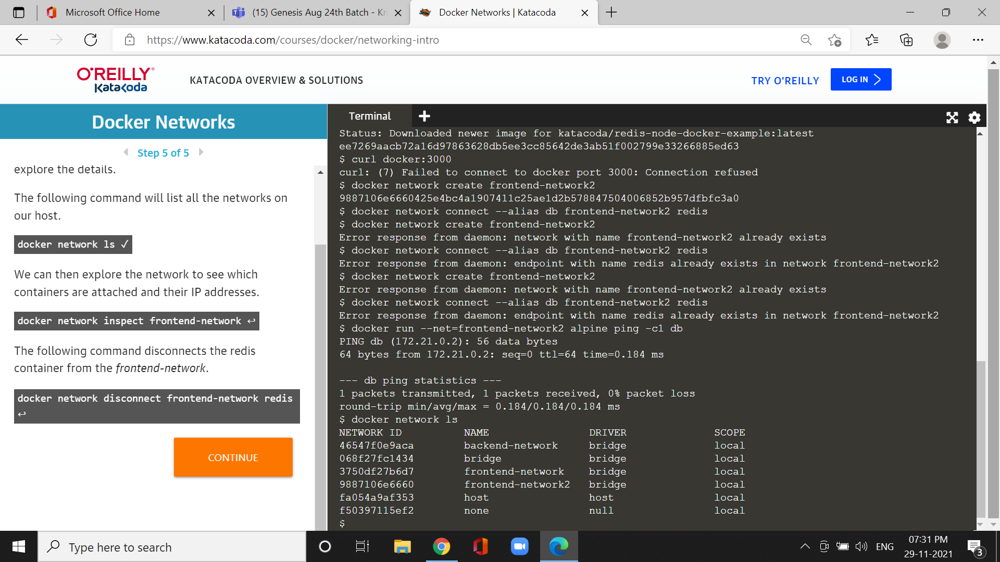 Microsoft Office Home
(15) Genesis Aug 24th Batch - Kn
Docker Networks | Katacoda
https://www.katacoda.com/courses/docker/networking-intro
O'REILLY®
Katacoda
KATACODA OVERVIEW & SOLUTIONS
TRY O'REILLY
LOG IN
Docker Networks
Step 5 of 5
explore the details.
The following command will list all the networks on
our host.
docker network ls ✓
We can then explore the network to see which
containers are attached and their IP addresses.
docker network inspect frontend-network ↩
The following command disconnects the redis
container from the frontend-network.
docker network disconnect frontend-network redis
↩
CONTINUE
Terminal
Status: Downloaded newer image for katacoda/redis-node-docker-example:latest
ee7269aacb72a16d97863628db5ee3cc85642de3ab51f002799e33266885ed63
$ curl docker:3000
curl: (7) Failed to connect to docker port 3000: Connection refused
$ docker network create frontend-network2
9887106e6660425e4bc4a1907411c25ae1d2b578847504006852b957dfbfc3a0
$ docker network connect --alias db frontend-network2 redis
$ docker network create frontend-network2
Error response from daemon: network with name frontend-network2 already exists
$ docker network connect --alias db frontend-network2 redis
Error response from daemon: endpoint with name redis already exists in network frontend-network2
$ docker network create frontend-network2
Error response from daemon: network with name frontend-network2 already exists
$ docker network connect --alias db frontend-network2 redis
Error response from daemon: endpoint with name redis already exists in network frontend-network2
$ docker run --net=frontend-network2 alpine ping -c1 db
PING db (172.21.0.2): 56 data bytes
64 bytes from 172.21.0.2: seq=0 ttl=64 time=0.184 ms
--- db ping statistics ---
1 packets transmitted, 1 packets received, 0% packet loss
round-trip min/avg/max = 0.184/0.184/0.184 ms
$ docker network ls
NETWORK ID NAME DRIVER SCOPE
46547f0e9aca backend-network bridge local
068f27fc1434 bridge bridge local
3750df27b6d7 frontend-network bridge local
9887106e6660 frontend-network2 bridge local
fa054a9af353 host host local
f50397115ef2 none null local
$
Type here to search
ENG
07:31 PM
29-11-2021
3